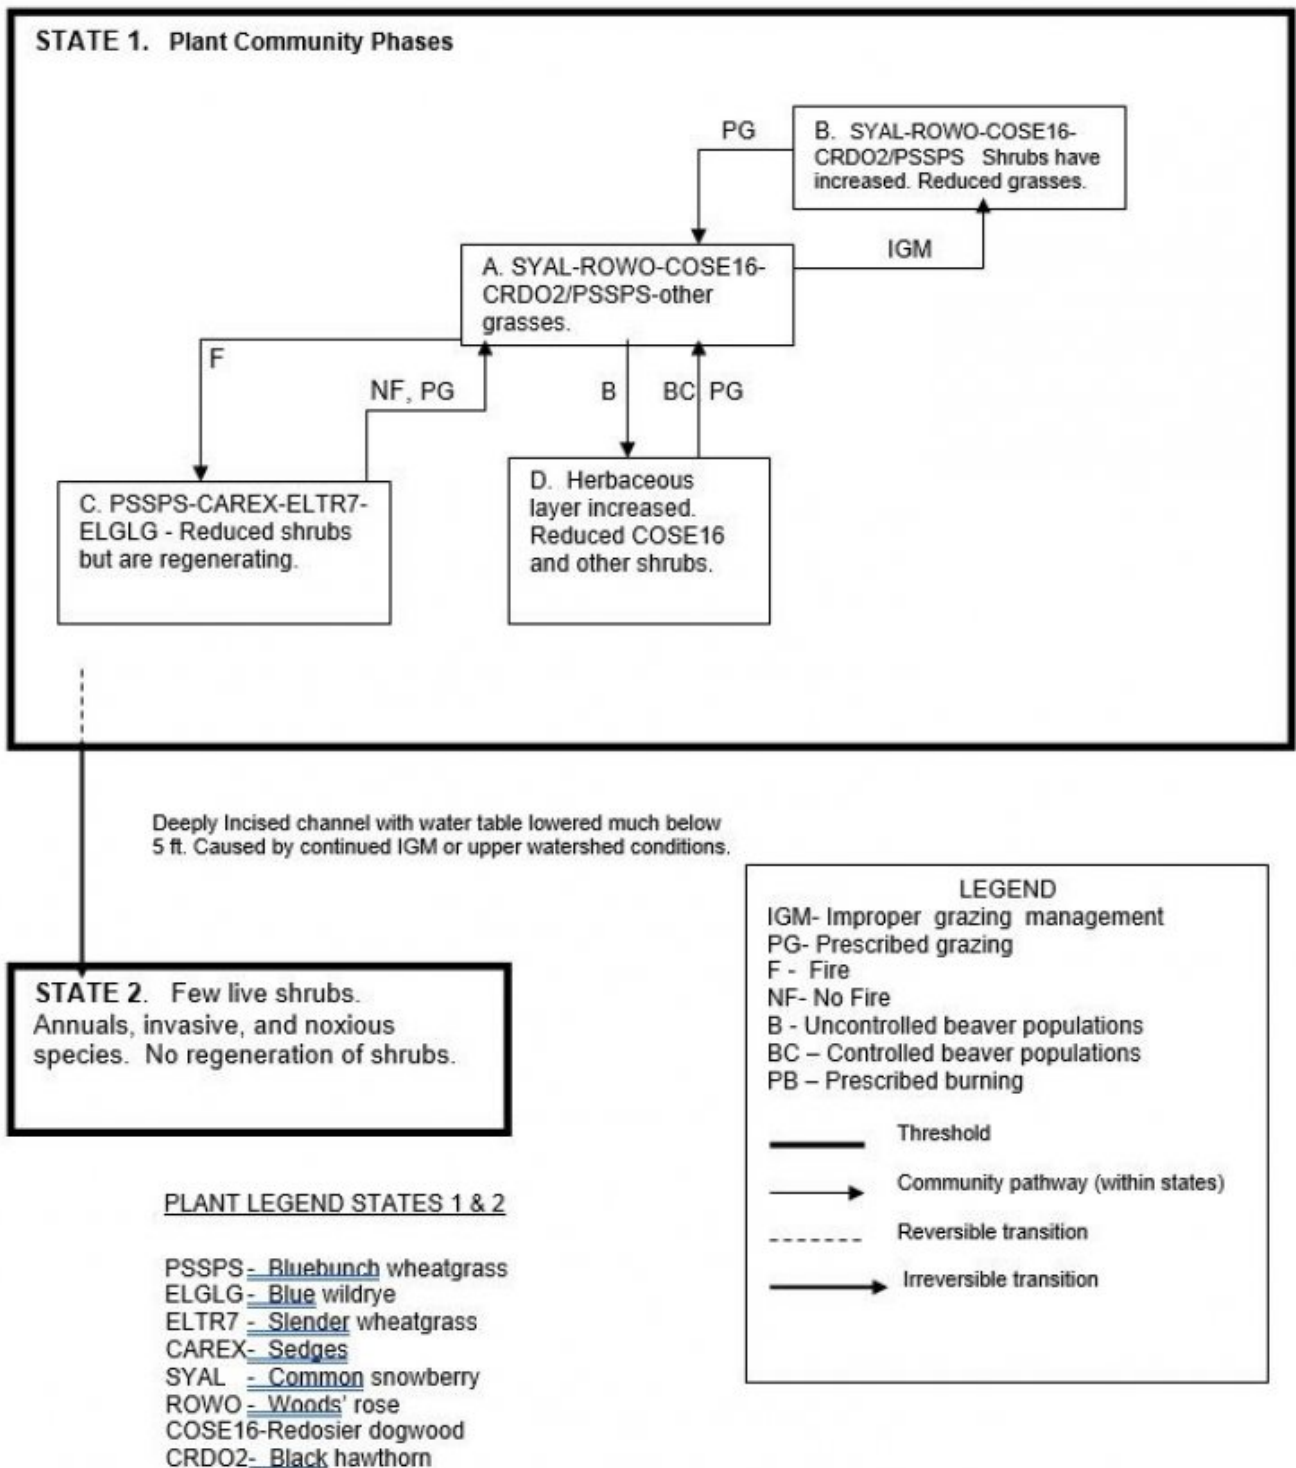 STATE 1. Plant Community Phases
PG
B. SYAL-ROWO-COSE16-
CRDO2/PSSPS Shrubs have
increased. Reduced grasses.
IGM
A. SYAL-ROWO-COSE16-
CRDO2/PSSPS-other
grasses.
F
NF, PG
B
BC, PG
C. PSSPS-CAREX-ELTR7-
ELGLG - Reduced shrubs
but are regenerating.
D. Herbaceous
layer increased.
Reduced COSE16
and other shrubs.
Deeply Incised channel with water table lowered much below
5 ft. Caused by continued IGM or upper watershed conditions.
STATE 2. Few live shrubs.
Annuals, invasive, and noxious
species. No regeneration of shrubs.
LEGEND
IGM- Improper grazing management
PG- Prescribed grazing
F - Fire
NF- No Fire
B - Uncontrolled beaver populations
BC – Controlled beaver populations
PB – Prescribed burning
Threshold
Community pathway (within states)
Reversible transition
Irreversible transition
PLANT LEGEND STATES 1 & 2
PSSPS - Bluebunch wheatgrass
ELGLG - Blue wildrye
ELTR7 - Slender wheatgrass
CAREX- Sedges
SYAL - Common snowberry
ROWO - Woods' rose
COSE16-Redosier dogwood
CRDO2- Black hawthorn